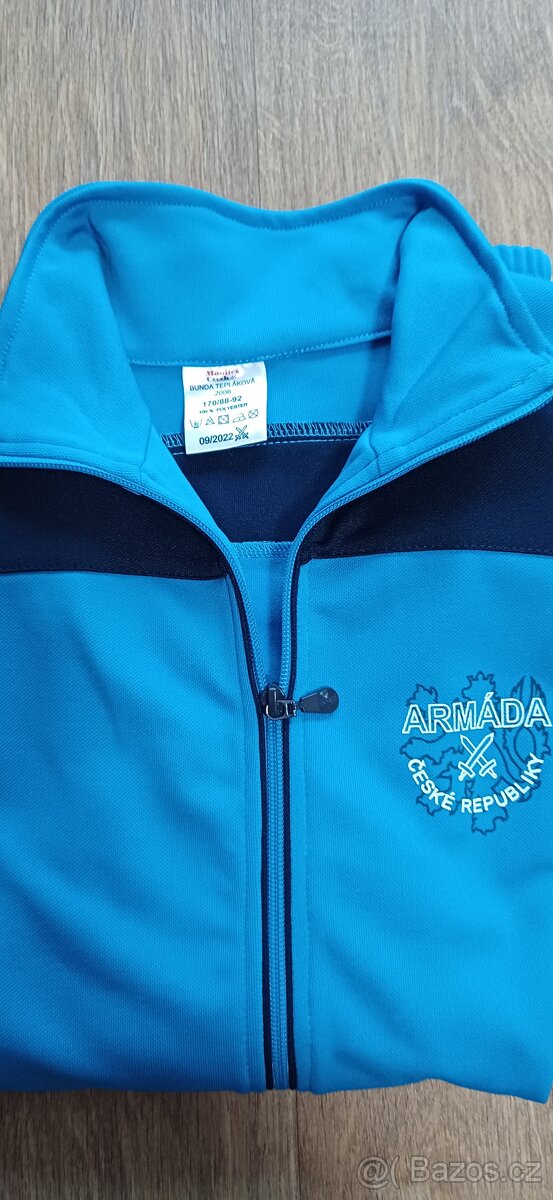 BUNDA TEPLÁKOVÁ
2006
170/88-92
100 % POLYESTER
09/2022
ARMÁDA
ČESKÉ REPUBLIKY
@ Bazos.cz